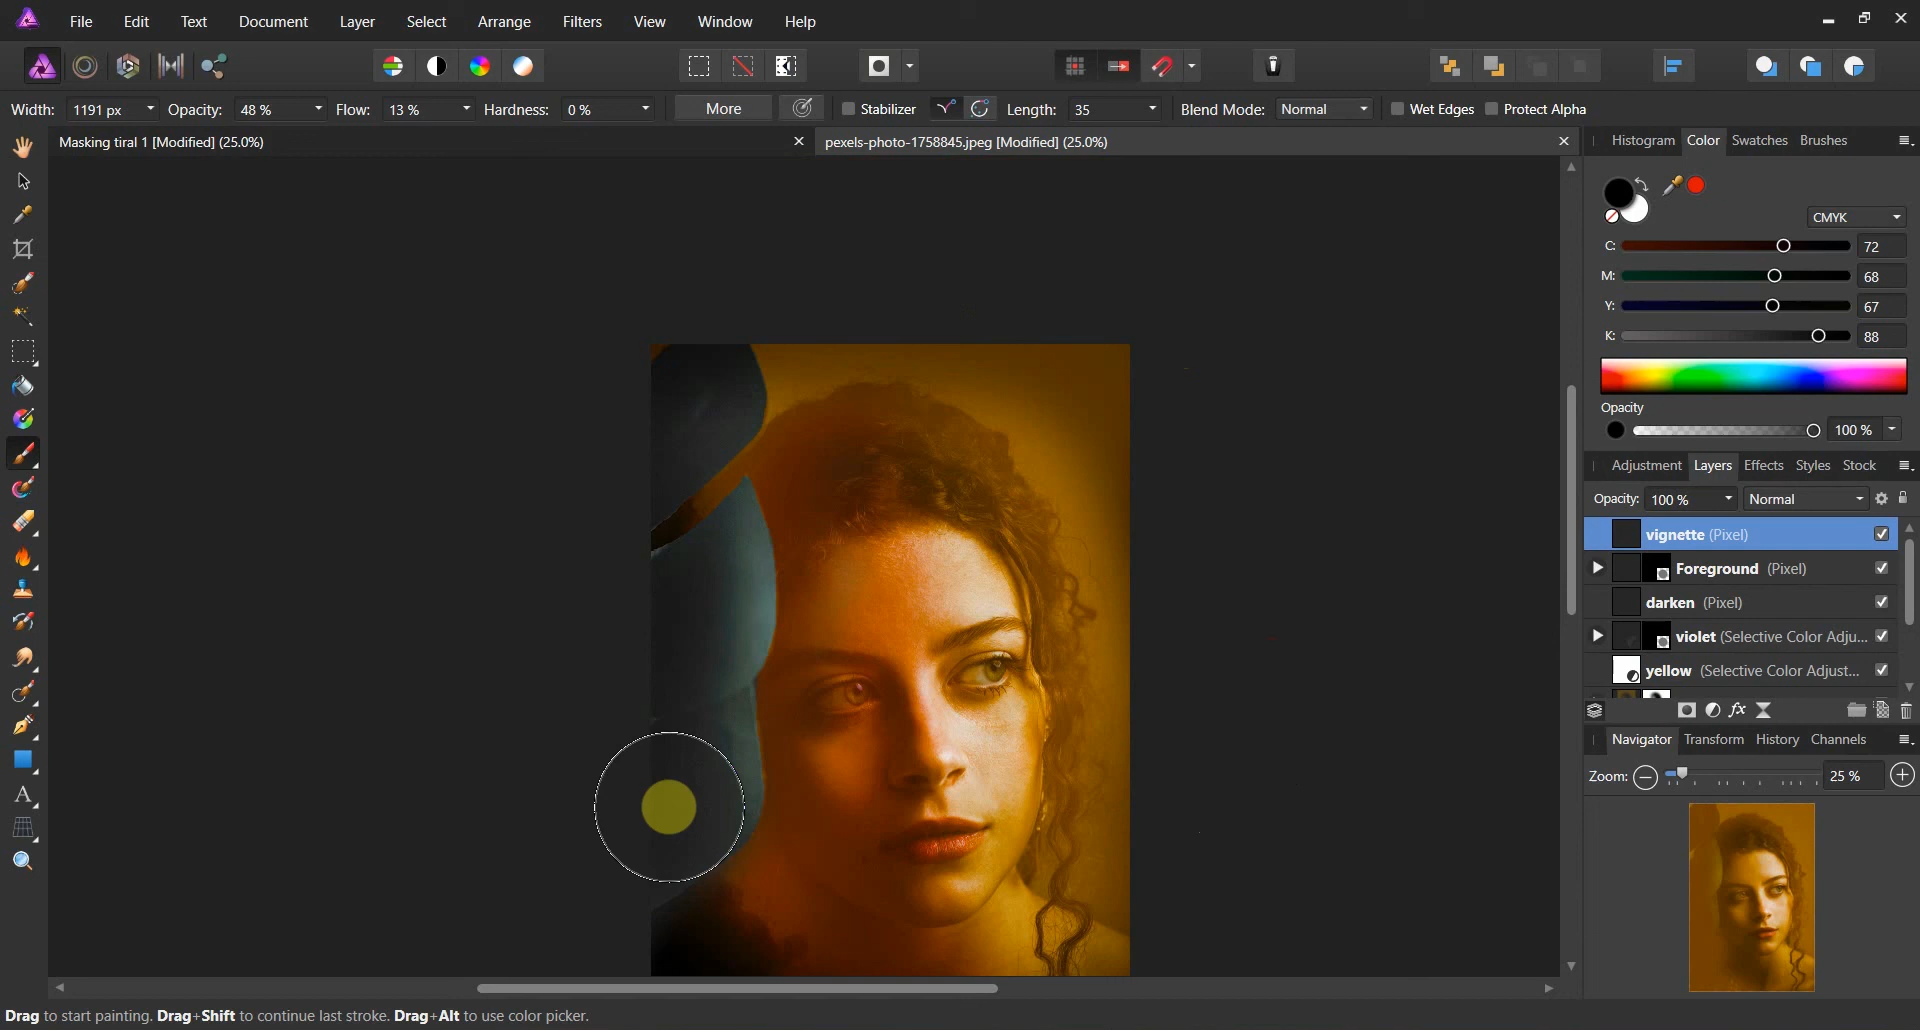 File Edit Text Document Layer Select Arrange Filters View Window Help
Width: 1191 px Opacity: 48 % Flow: 13 % Hardness: 0 % More Stabilizer Length: 35 Blend Mode: Normal Wet Edges Protect Alpha
Masking tiral 1 [Modified] (25.0%)
pexels-photo-1758845.jpeg [Modified] (25.0%)
Histogram Color Swatches Brushes
CMYK
C: 72
M: 68
Y: 67
K: 88
Opacity
100 %
Adjustment Layers Effects Styles Stock
Opacity: 100 % Normal
vignette (Pixel)
Foreground (Pixel)
darken (Pixel)
violet (Selective Color Adju...
yellow (Selective Color Adjust...
fx
Navigator Transform History Channels
Zoom: 25 %
A
Drag to start painting. Drag+Shift to continue last stroke. Drag+Alt to use color picker.